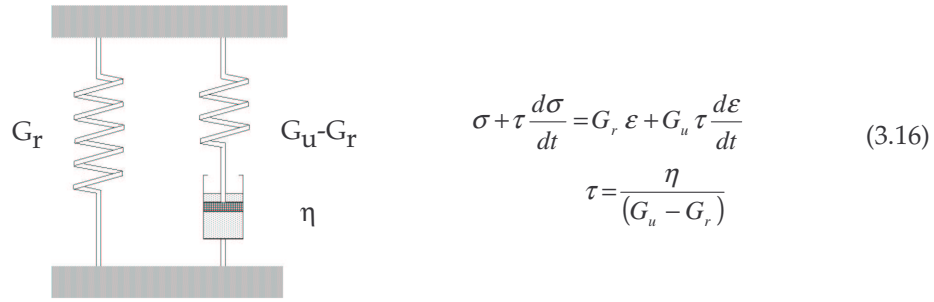 G_r
G_u-G_r
η
σ + τ dσ/dt = G_r ε + G_u τ dε/dt
(3.16)
τ = η/(G_u − G_r)